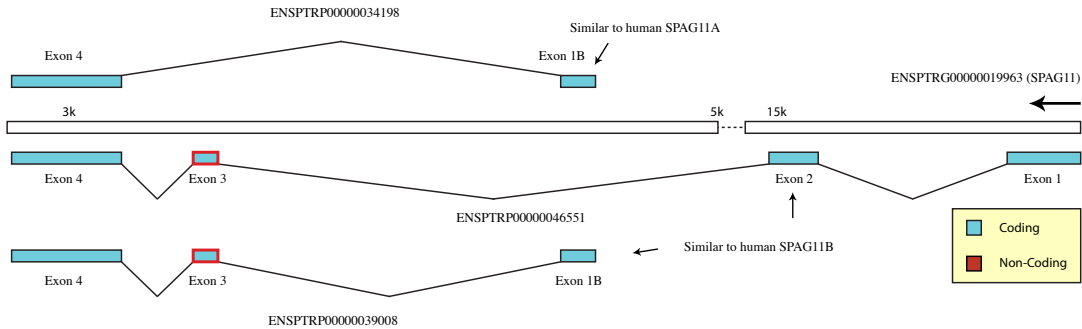 ENSPTRP00000034198
Similar to human SPAG11A
Exon 4
Exon 1B
ENSPTRG00000019963 (SPAG11)
3k
5k
15k
Exon 4
Exon 3
Exon 2
Exon 1
ENSPTRP00000046551
Similar to human SPAG11B
Exon 4
Exon 3
Exon 1B
ENSPTRP00000039008
Coding
Non-Coding